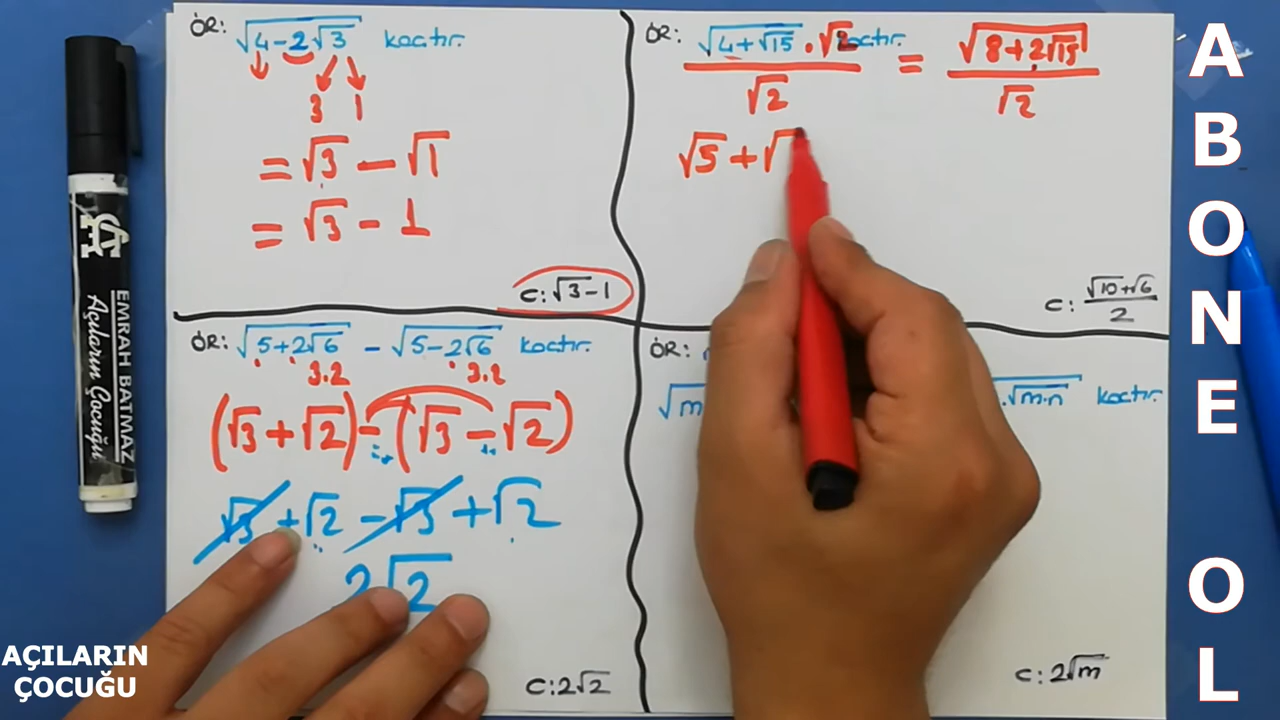 ÖR: √4-2√3 kaçtır.
3 1
= √3 - √1
= √3 - 1
C: √3-1
ÖR: √4+√15 . √2 / √2 = √8+2√15 / √2
√5 + √
C: √10+√6 / 2
ÖR: √5+2√6 - √5-2√6 kaçtır.
3.2 3.2
(√3+√2)-(√3-√2)
√3+√2-√3+√2
2√2
C: 2√2
ÖR:
√m .√m.n kaçtır.
C: 2√m
EMRAH BATMAZ
Açıların Çocuğu
AÇILARIN
ÇOCUĞU
ABONE
OL